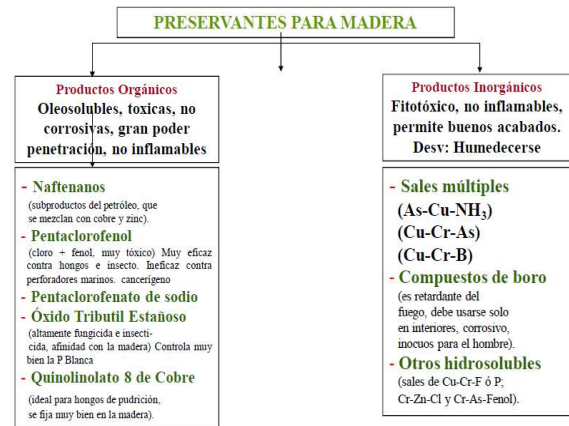 PRESERVANTES PARA MADERA
Productos Orgánicos
Oleosolubles, toxicas, no
corrosivas, gran poder
penetración, no inflamables
- Naftenanos
(subproductos del petróleo, que
se mezclan con cobre y zinc).
- Pentaclorofenol
(cloro + fenol, muy tóxico) Muy eficaz
contra hongos e insecto. Ineficaz contra
perforadores marinos. cancerígeno
- Pentaclorofenato de sodio
- Óxido Tributil Estañoso
(altamente fungicida e insecti-
cida, afinidad con la madera) Controla muy
bien la P Blanca
- Quinolinolato 8 de Cobre
(ideal para hongos de pudrición,
se fija muy bien en la madera).
Productos Inorgánicos
Fitotóxico, no inflamables,
permite buenos acabados.
Desv: Humedecerse
- Sales múltiples
(As-Cu-NH₃)
(Cu-Cr-As)
(Cu-Cr-B)
- Compuestos de boro
(es retardante del
fuego, debe usarse solo
en interiores, corrosivo,
inocuos para el hombre).
- Otros hidrosolubles
(sales de Cu-Cr-F ó P;
Cr-Zn-Cl y Cr-As-Fenol).